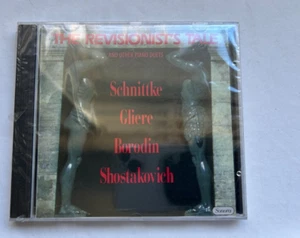 THE REVISIONIST'S TALE
Schnittke
Gliere
Borodin
Shostakovich